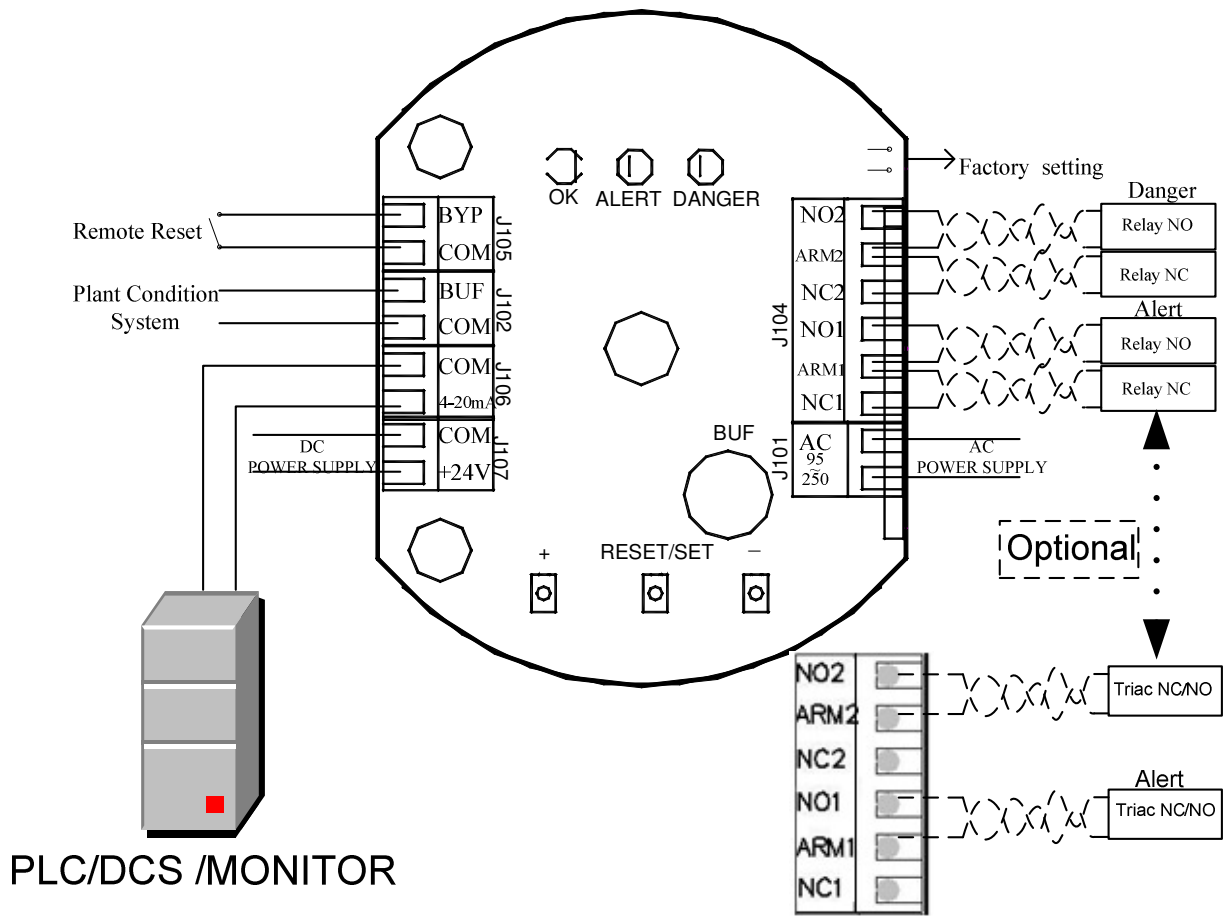 OK ALERT DANGER
Factory setting
Remote Reset
BYP
COM
J105
Plant Condition
System
BUF
COM
J102
COM
4-20mA
J106
DC
POWER SUPPLY
COM
+24V
J107
NO2
ARM2
NC2
NO1
ARM1
NC1
J104
Danger
Relay NO
Relay NC
Alert
Relay NO
Relay NC
BUF
J101
AC
95
~
250
AC
POWER SUPPLY
+ RESET/SET −
Optional
PLC/DCS /MONITOR
NO2
ARM2
NC2
NO1
ARM1
NC1
Triac NC/NO
Alert
Triac NC/NO